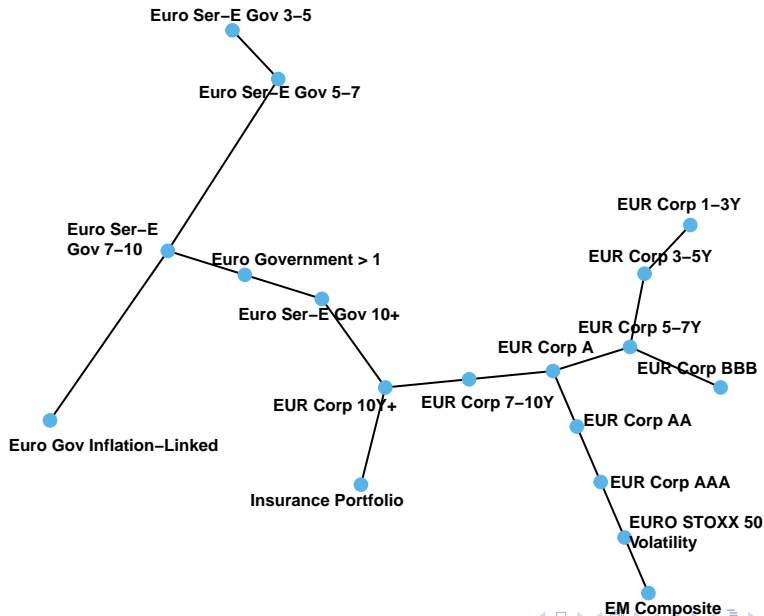 Euro Ser−E Gov 3−5
Euro Ser−E Gov 5−7
EUR Corp 1−3Y
Euro Ser−E
Gov 7−10
Euro Government > 1
EUR Corp 3−5Y
Euro Ser−E Gov 10+
EUR Corp 5−7Y
EUR Corp A
EUR Corp BBB
EUR Corp 10Y+
EUR Corp 7−10Y
EUR Corp AA
Euro Gov Inflation−Linked
EUR Corp AAA
Insurance Portfolio
EURO STOXX 50
Volatility
EM Composite